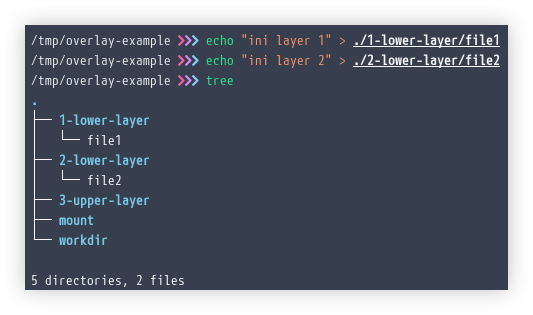 /tmp/overlay-example ❯❯❯ echo "ini layer 1" > ./1-lower-layer/file1
/tmp/overlay-example ❯❯❯ echo "ini layer 2" > ./2-lower-layer/file2
/tmp/overlay-example ❯❯❯ tree
.
├── 1-lower-layer
│   └── file1
├── 2-lower-layer
│   └── file2
├── 3-upper-layer
├── mount
└── workdir
5 directories, 2 files